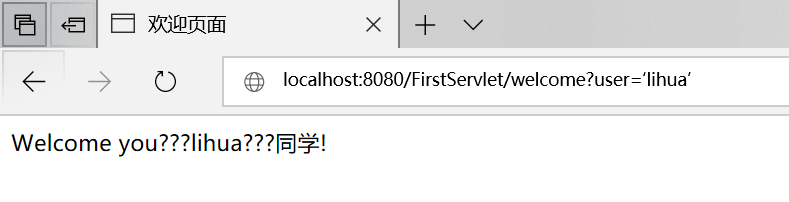 欢迎页面
localhost:8080/FirstServlet/welcome?user=‘lihua’
Welcome you???lihua???同学!